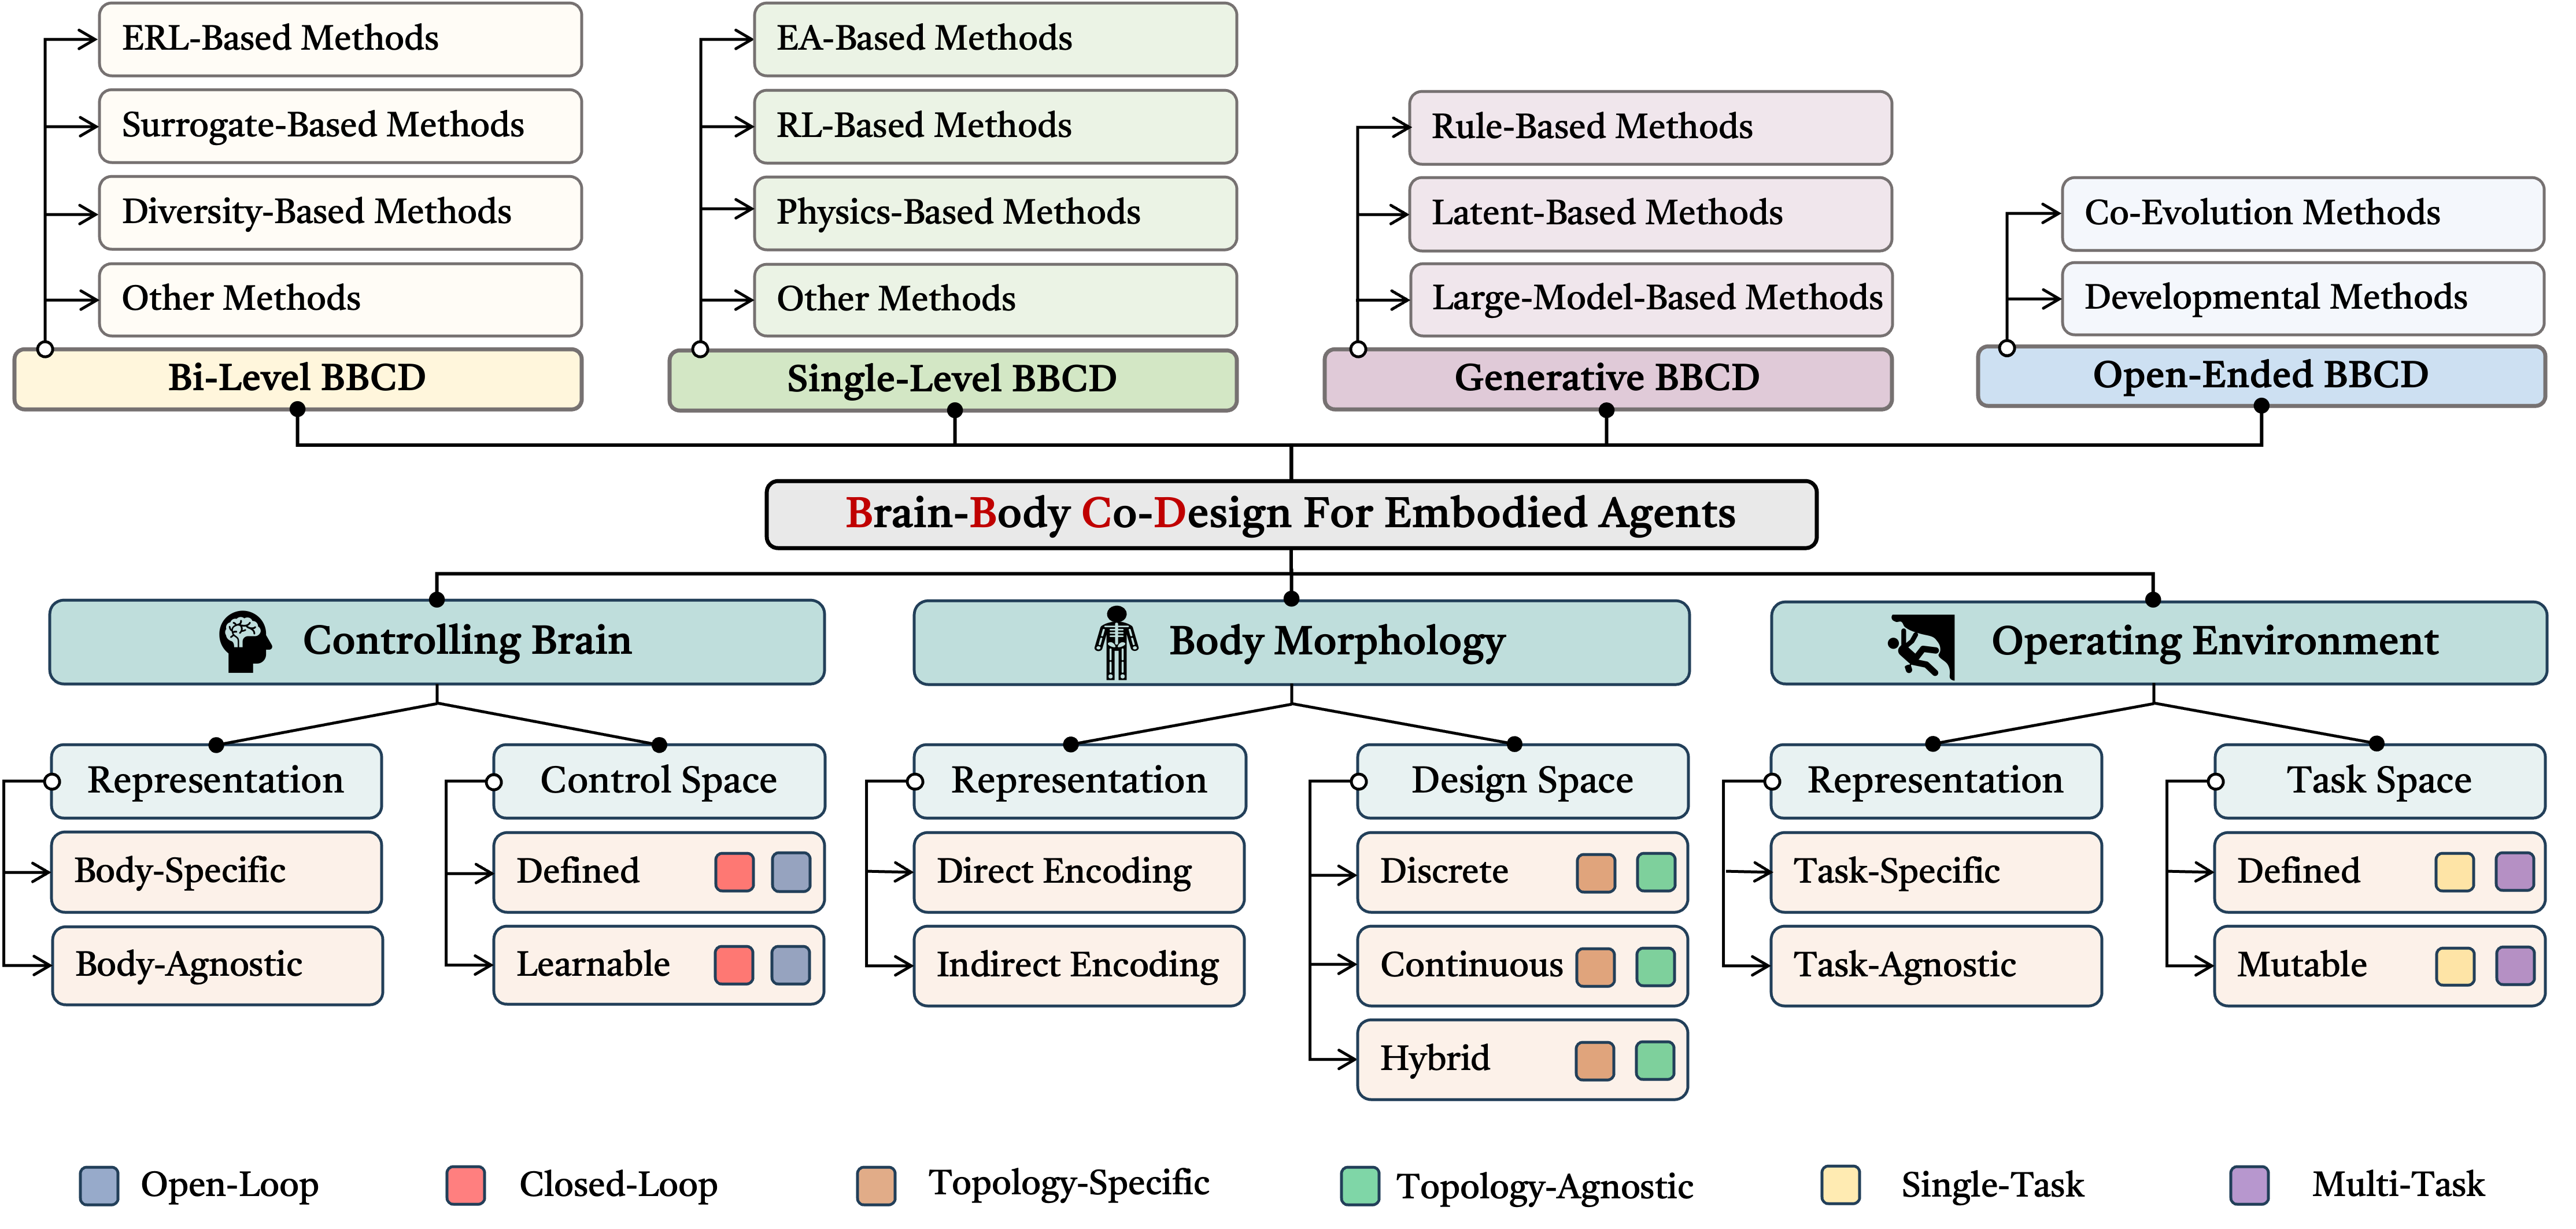 ERL-Based Methods
Surrogate-Based Methods
Diversity-Based Methods
Other Methods
Bi-Level BBCD
EA-Based Methods
RL-Based Methods
Physics-Based Methods
Other Methods
Single-Level BBCD
Rule-Based Methods
Latent-Based Methods
Large-Model-Based Methods
Generative BBCD
Co-Evolution Methods
Developmental Methods
Open-Ended BBCD
Brain-Body Co-Design For Embodied Agents
Controlling Brain
Representation
Body-Specific
Body-Agnostic
Control Space
Defined
Learnable
Body Morphology
Representation
Direct Encoding
Indirect Encoding
Design Space
Discrete
Continuous
Hybrid
Operating Environment
Representation
Task-Specific
Task-Agnostic
Task Space
Defined
Mutable
Open-Loop
Closed-Loop
Topology-Specific
Topology-Agnostic
Single-Task
Multi-Task